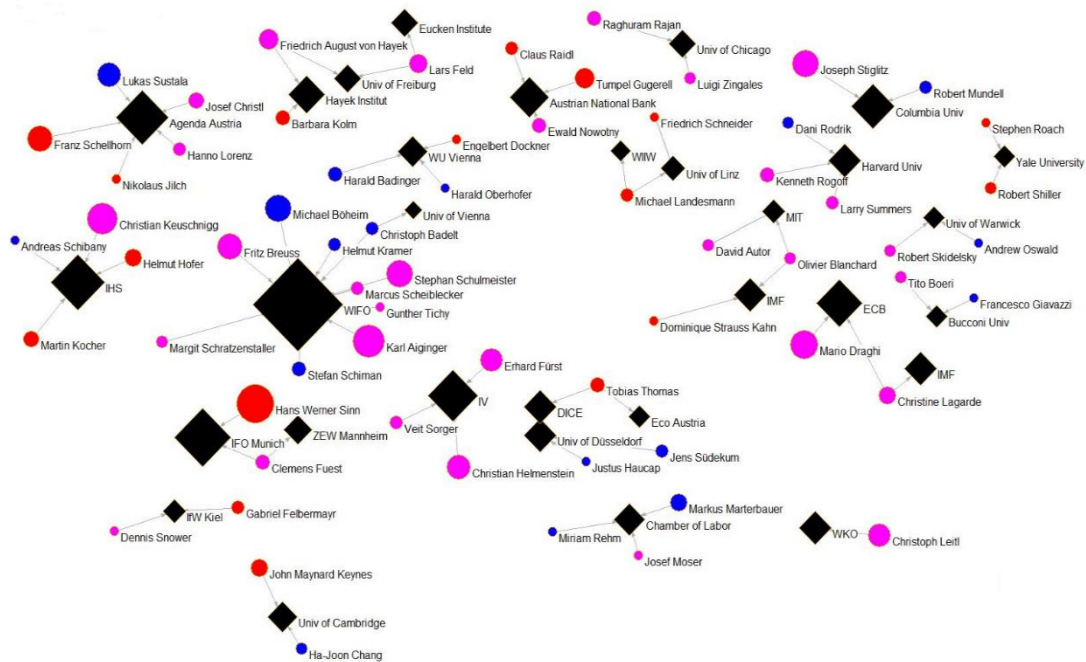 Eucken Institute
Raghuram Rajan
Friedrich August von Hayek
Claus Raidl
Univ of Chicago
Lars Feld
Joseph Stiglitz
Lukas Sustala
Univ of Freiburg
Tumpel Gugerell
Luigi Zingales
Robert Mundell
Hayek Institut
Austrian National Bank
Josef Christl
Columbia Univ
Agenda Austria
Barbara Kolm
Friedrich Schneider
Ewald Nowotny
Dani Rodrik
Stephen Roach
Franz Schellhorn
Engelbert Dockner
Hanno Lorenz
WU Vienna
WIIW
Harvard Univ
Yale University
Univ of Linz
Nikolaus Jilch
Harald Badinger
Kenneth Rogoff
Harald Oberhofer
Robert Shiller
Michael Landesmann
Larry Summers
Michael Böheim
Univ of Vienna
MIT
Univ of Warwick
Christian Keuschnigg
Christoph Badelt
Andreas Schibany
Fritz Breuss
Helmut Kramer
David Autor
Andrew Oswald
Robert Skidelsky
Helmut Hofer
Olivier Blanchard
Stephan Schulmeister
Tito Boeri
IHS
Marcus Scheiblecker
IMF
ECB
Francesco Giavazzi
WIFO
Gunther Tichy
Bucconi Univ
Dominique Strauss Kahn
Martin Kocher
Margit Schratzenstaller
Karl Aiginger
Mario Draghi
Stefan Schiman
Erhard Fürst
IMF
Tobias Thomas
Christine Lagarde
Hans Werner Sinn
IV
DICE
Veit Sorger
Eco Austria
IFO Munich
ZEW Mannheim
Univ of Düsseldorf
Jens Südekum
Clemens Fuest
Christian Helmenstein
Justus Haucap
Gabriel Felbermayr
Markus Marterbauer
IfW Kiel
Chamber of Labor
Dennis Snower
Miriam Rehm
WKO
Christoph Leitl
Josef Moser
John Maynard Keynes
Univ of Cambridge
Ha-Joon Chang